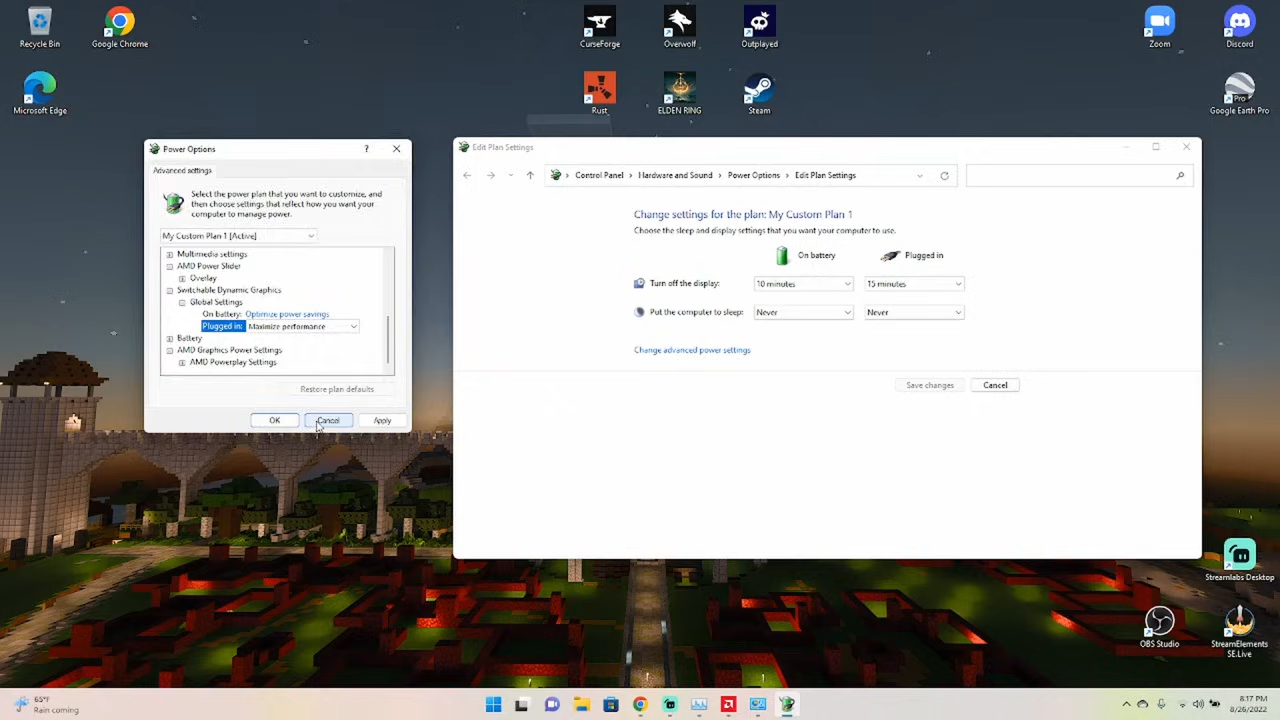 Recycle Bin
Google Chrome
CurseForge
Overwolf
Outplayed
Zoom
Discord
Microsoft Edge
Rust
ELDEN RING
Steam
Pro
Google Earth Pro
Power Options
?
Advanced settings
Select the power plan that you want to customize, and
then choose settings that reflect how you want your
computer to manage power.
My Custom Plan 1 [Active]
Multimedia settings
AMD Power Slider
Overlay
Switchable Dynamic Graphics
Global Settings
On battery: Optimize power savings
Plugged in: Maximize performance
Battery
AMD Graphics Power Settings
AMD Powerplay Settings
Restore plan defaults
OK
Cancel
Apply
Edit Plan Settings
Control Panel > Hardware and Sound > Power Options > Edit Plan Settings
Change settings for the plan: My Custom Plan 1
Choose the sleep and display settings that you want your computer to use.
On battery
Plugged in
Turn off the display: 10 minutes 15 minutes
Put the computer to sleep: Never Never
Change advanced power settings
Save changes
Cancel
Streamlabs Desktop
OBS Studio
StreamElements
SE.Live
65°F
Rain coming
8:37 PM
8/26/2022